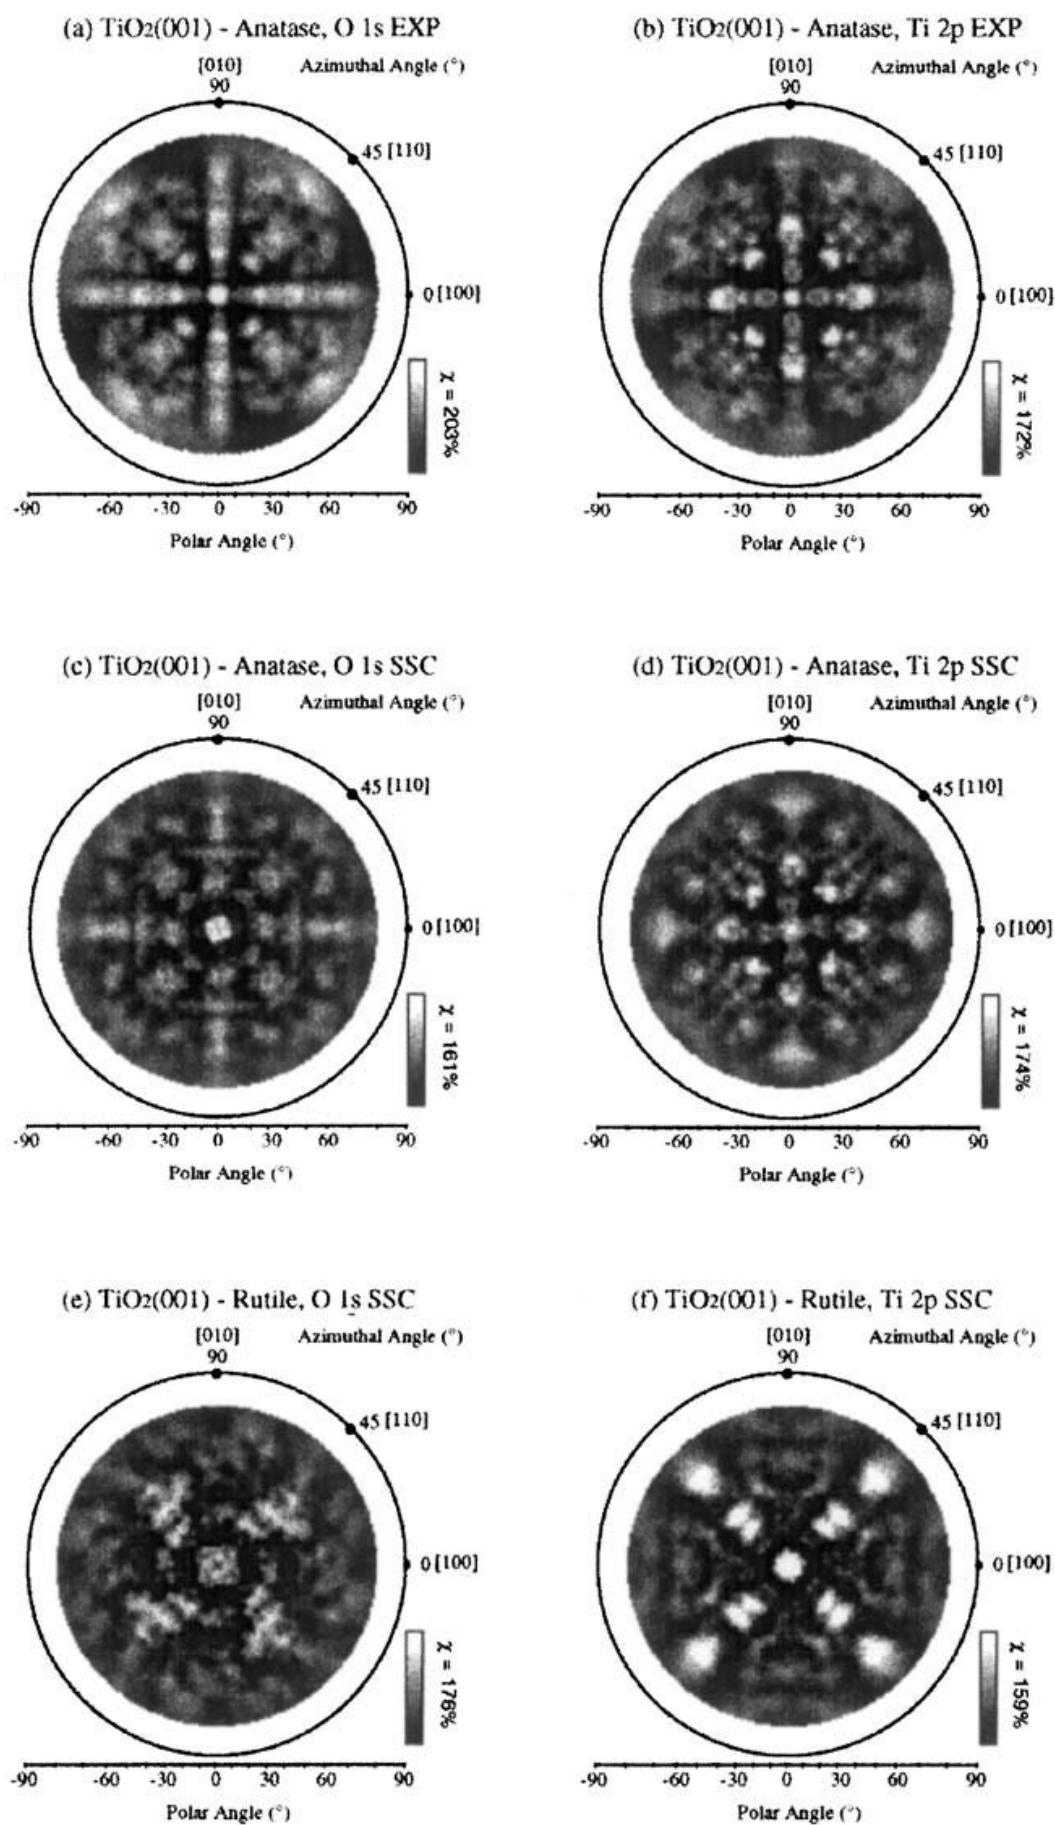 (a) TiO2(001) - Anatase, O 1s EXP
[010] Azimuthal Angle (°)
90
45 [110]
0 [100]
χ = 203%
-90 -60 -30 0 30 60 90
Polar Angle (°)
(b) TiO2(001) - Anatase, Ti 2p EXP
[010] Azimuthal Angle (°)
90
45 [110]
0 [100]
χ = 172%
-90 -60 -30 0 30 60 90
Polar Angle (°)
(c) TiO2(001) - Anatase, O 1s SSC
[010] Azimuthal Angle (°)
90
45 [110]
0 [100]
χ = 161%
-90 -60 -30 0 30 60 90
Polar Angle (°)
(d) TiO2(001) - Anatase, Ti 2p SSC
[010] Azimuthal Angle (°)
90
45 [110]
0 [100]
χ = 174%
-90 -60 -30 0 30 60 90
Polar Angle (°)
(e) TiO2(001) - Rutile, O 1s SSC
[010] Azimuthal Angle (°)
90
45 [110]
0 [100]
χ = 176%
-90 -60 -30 0 30 60 90
Polar Angle (°)
(f) TiO2(001) - Rutile, Ti 2p SSC
[010] Azimuthal Angle (°)
90
45 [110]
0 [100]
χ = 159%
-90 -60 -30 0 30 60 90
Polar Angle (°)